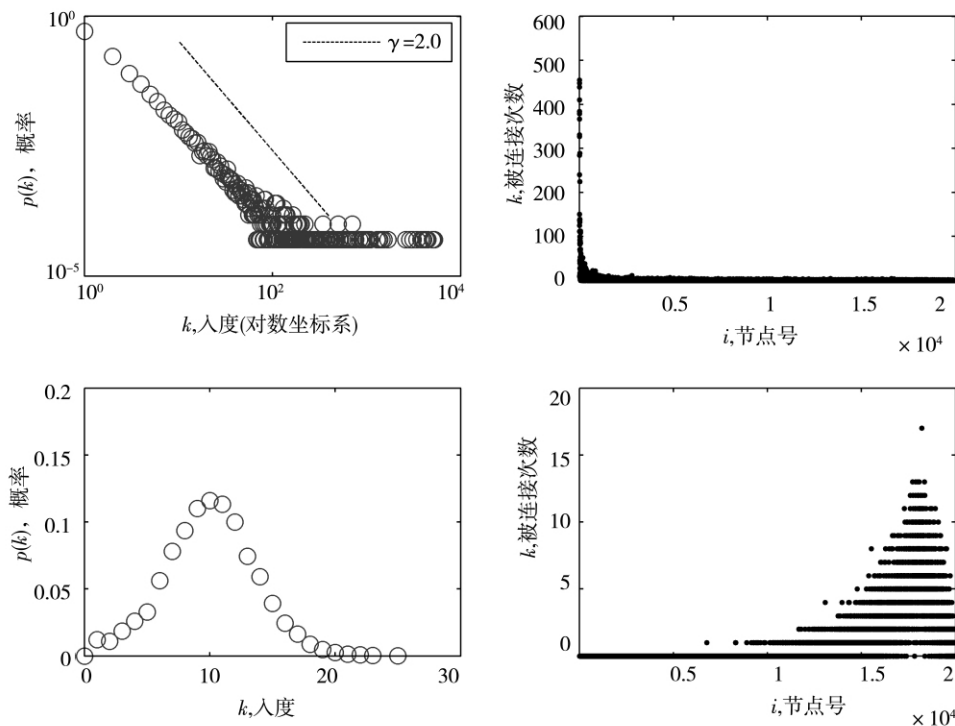 10⁰
γ=2.0
p(k)，概率
10⁻⁵
10⁰ 10² 10⁴
k,入度(对数坐标系)
600
500
400
300
200
100
0
k,被连接次数
0.5 1 1.5 2
i,节点号
× 10⁴
0.2
0.15
0.1
0.05
0
p(k)，概率
0 10 20 30
k,入度
20
15
10
5
0
k,被连接次数
0.5 1 1.5 2
i,节点号
× 10⁴